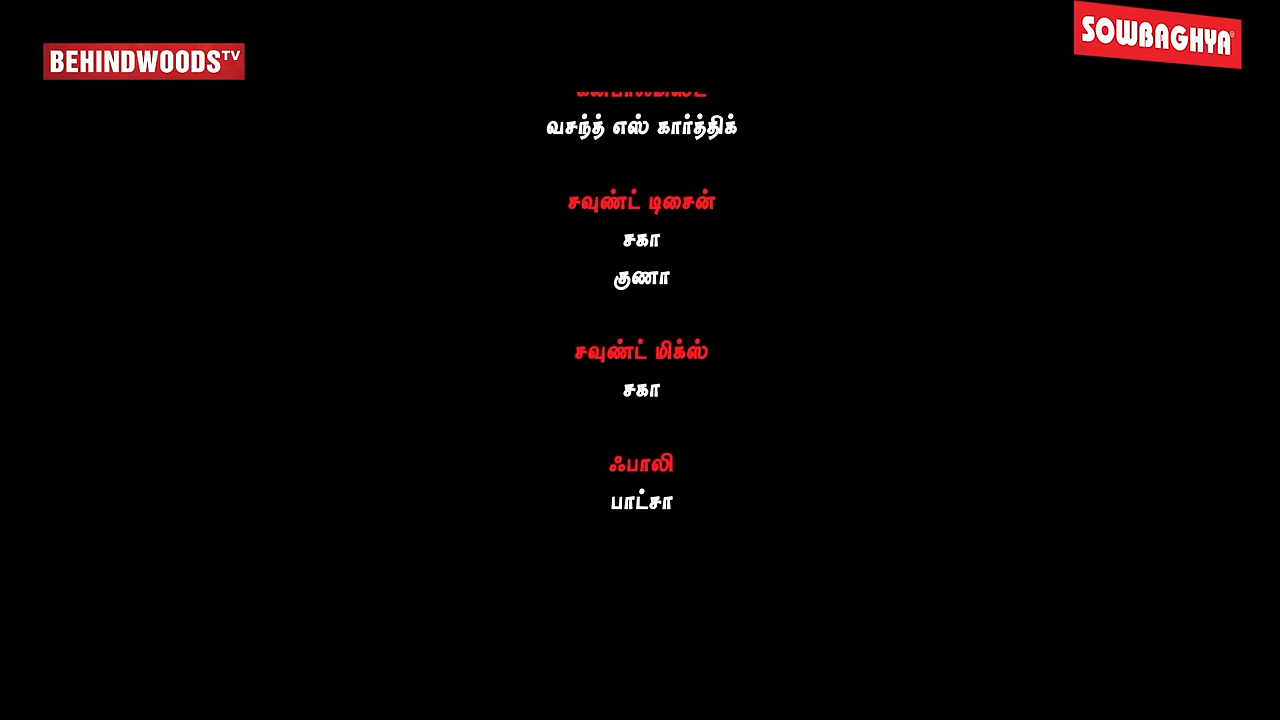 BEHINDWOODS TV
SOWBAGHYA
வசந்த் எஸ் கார்த்திக்
சவுண்ட் டிசைன்
சகா
குணா
சவுண்ட் மிக்ஸ்
சகா
ஃபாலி
பாட்சா